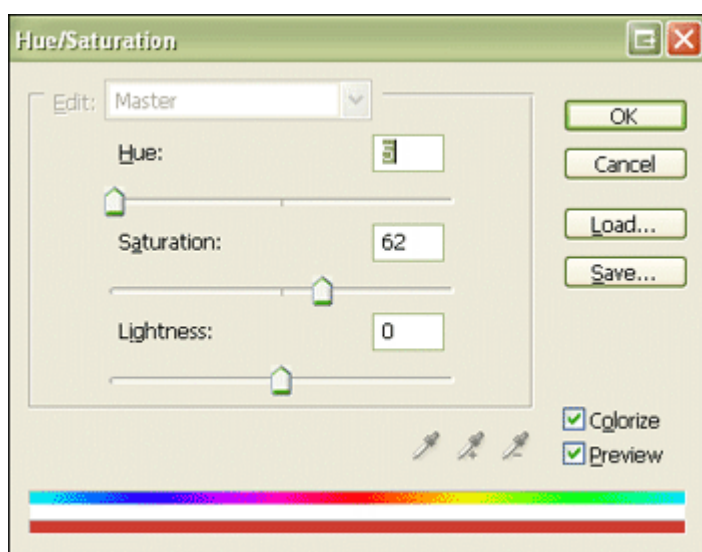 Hue/Saturation
Edit: Master
OK
Hue:
Cancel
Load...
Saturation: 62
Save...
Lightness: 0
Colorize
Preview